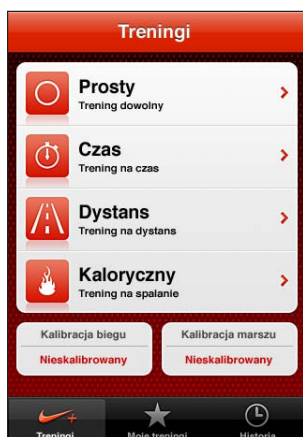 Treningi
Prosty
Trening dowolny
Czas
Trening na czas
Dystans
Trening na dystans
Kaloryczny
Trening na spalanie
Kalibracja biegu
Nieskalibrowany
Kalibracja marszu
Nieskalibrowany
Treningi
Moje treningi
Historia